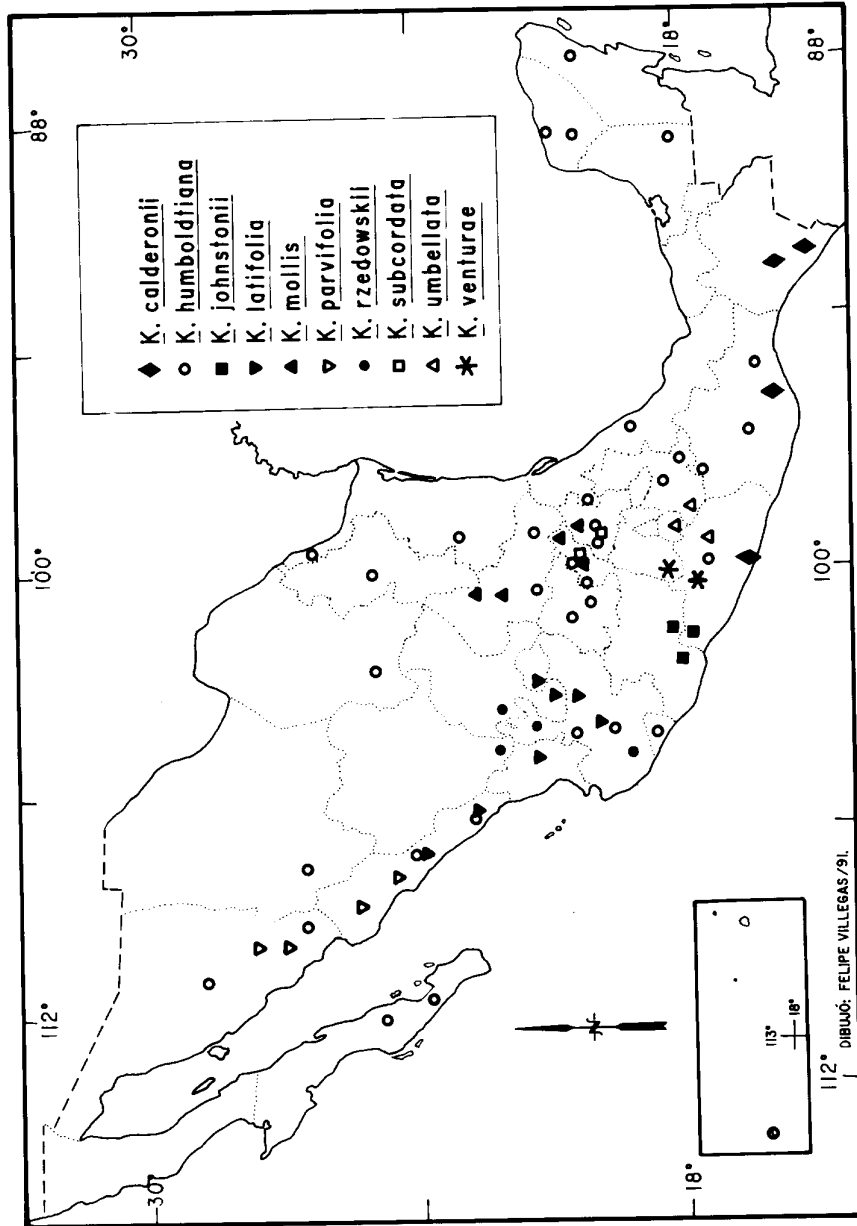 112°
100°
88°
30°
30°
K. calderonii
K. humboldtiana
K. johnstonii
K. latifolia
K. mollis
K. parvifolia
K. rzedowskii
K. subcordata
K. umbellata
K. venturae
N
113°
18°
18°
18°
112°
100°
88°
DIBUJÓ: FELIPE VILLEGAS/91.